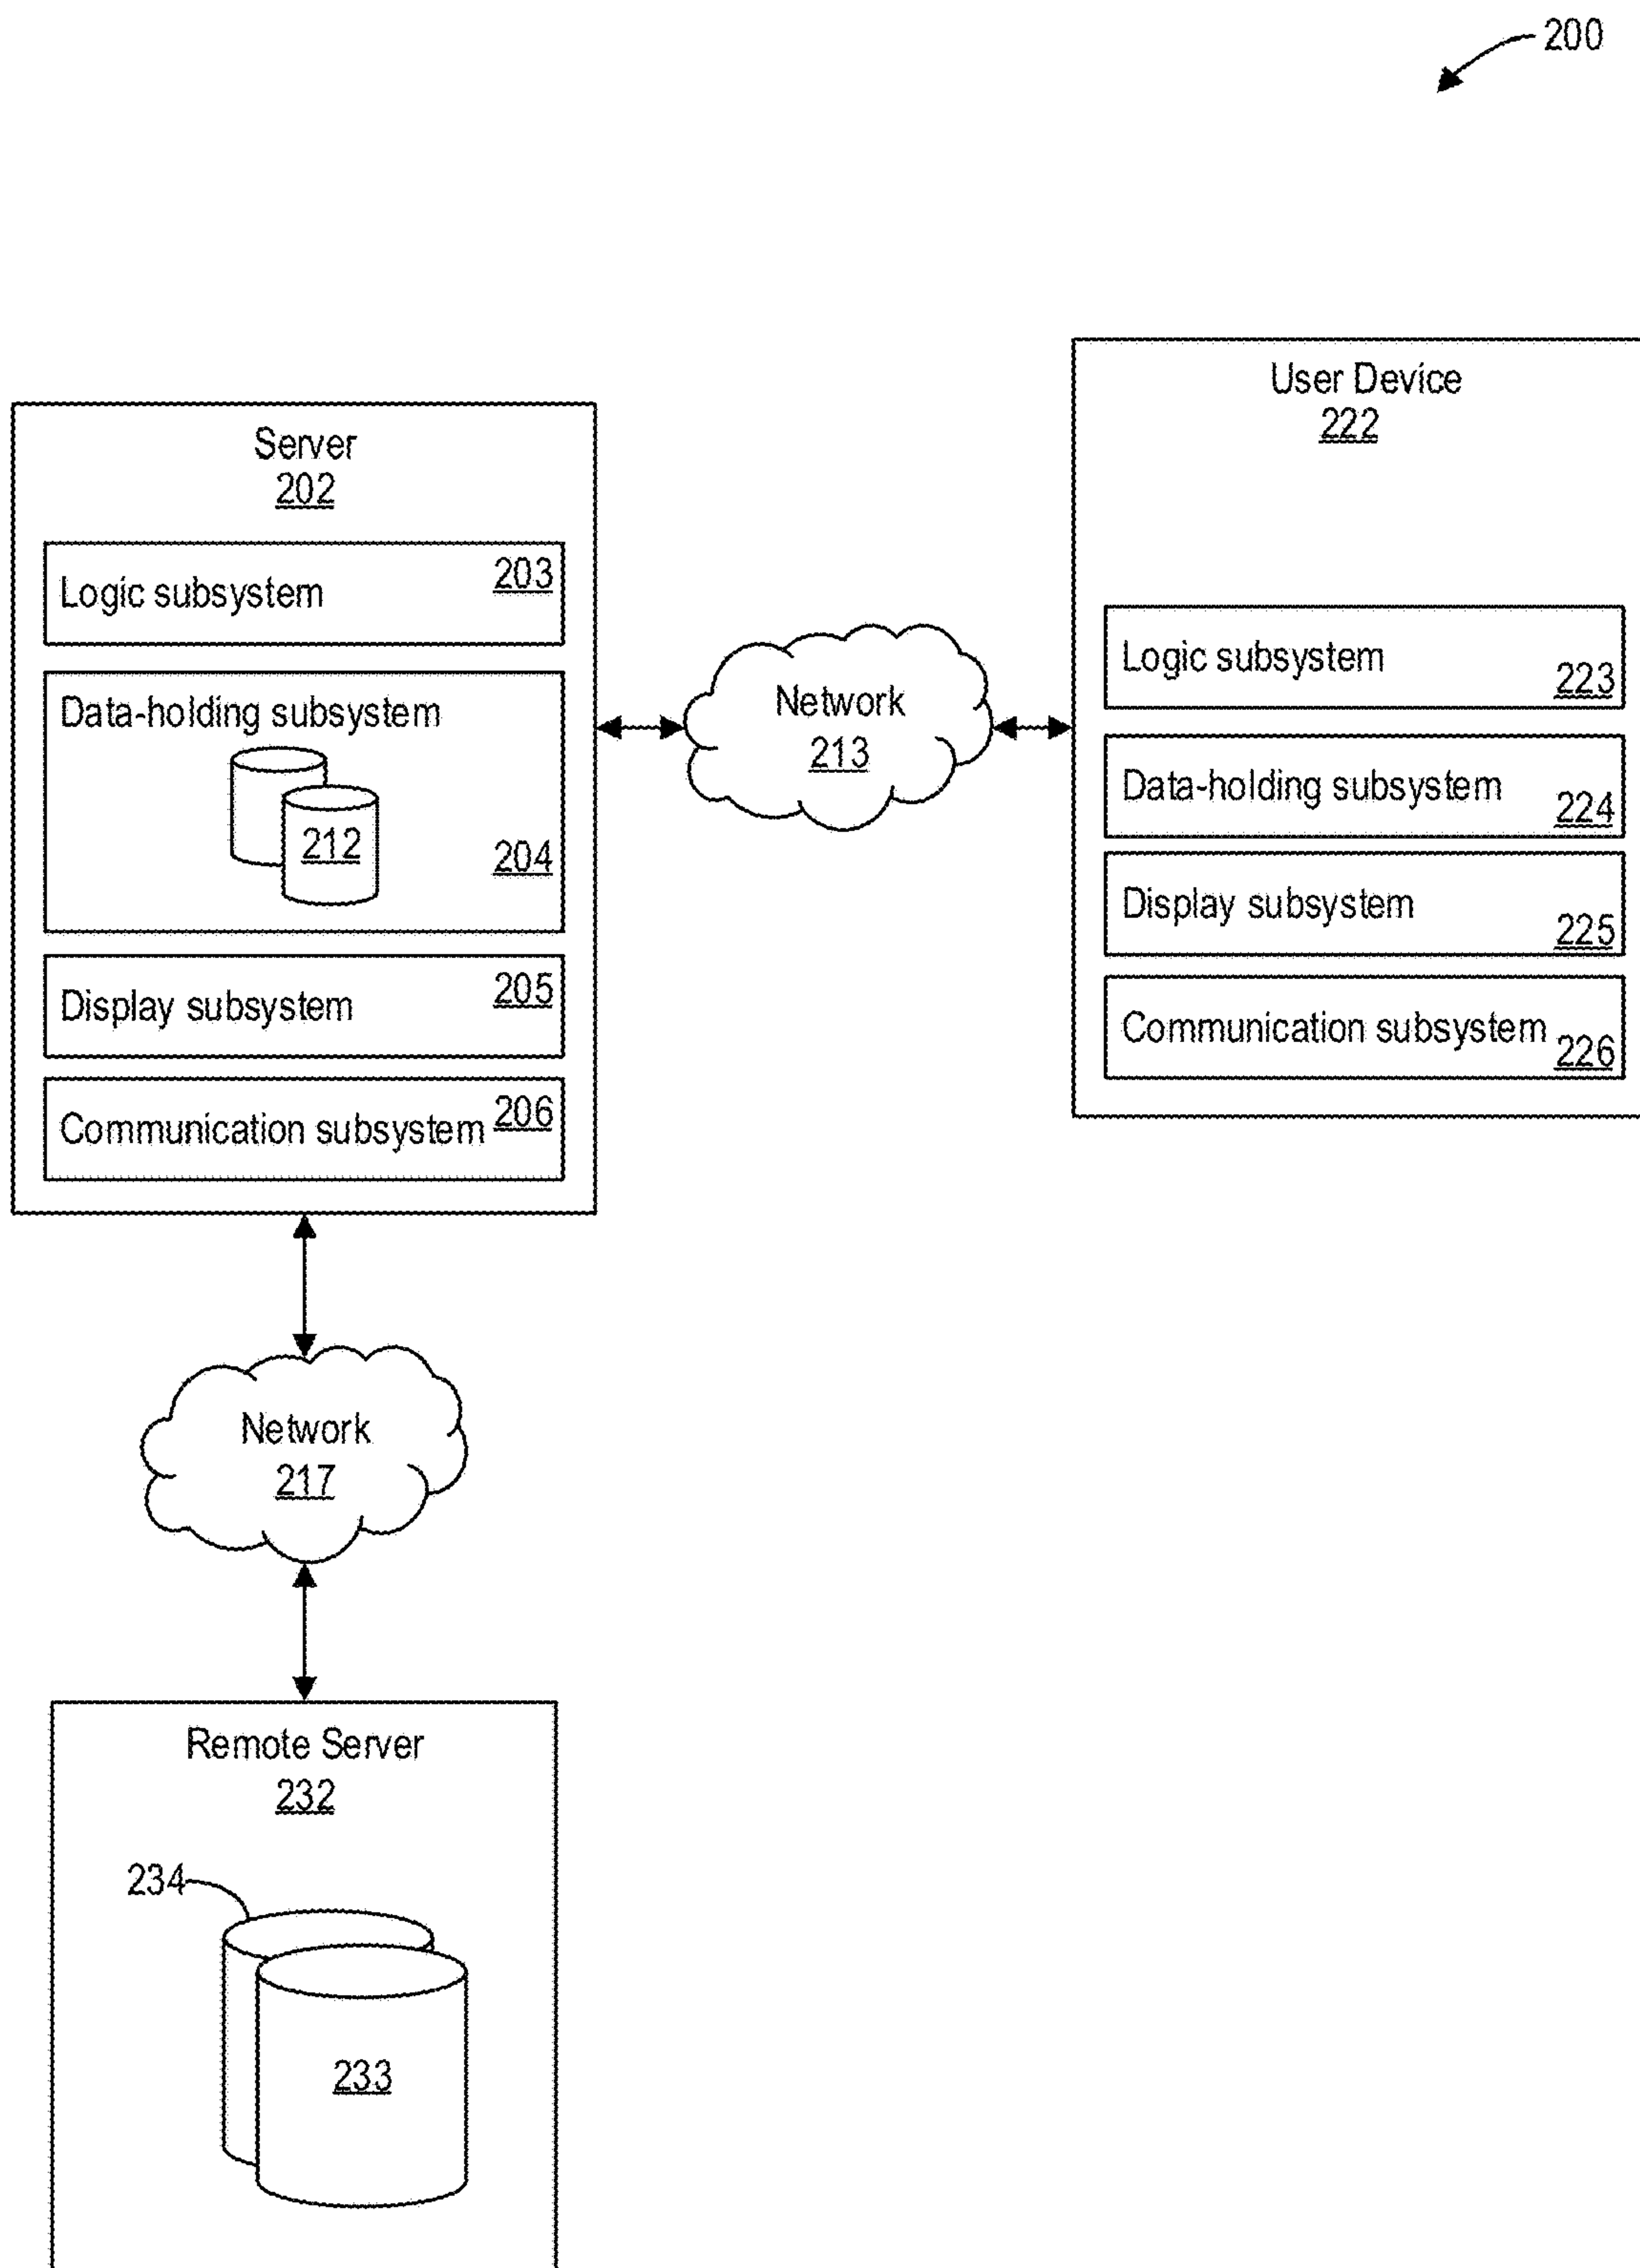 200
Server
202
Logic subsystem 203
Data-holding subsystem
212
204
Display subsystem 205
Communication subsystem 206
Network
213
User Device
222
Logic subsystem 223
Data-holding subsystem 224
Display subsystem 225
Communication subsystem 226
Network
217
Remote Server
232
234
233